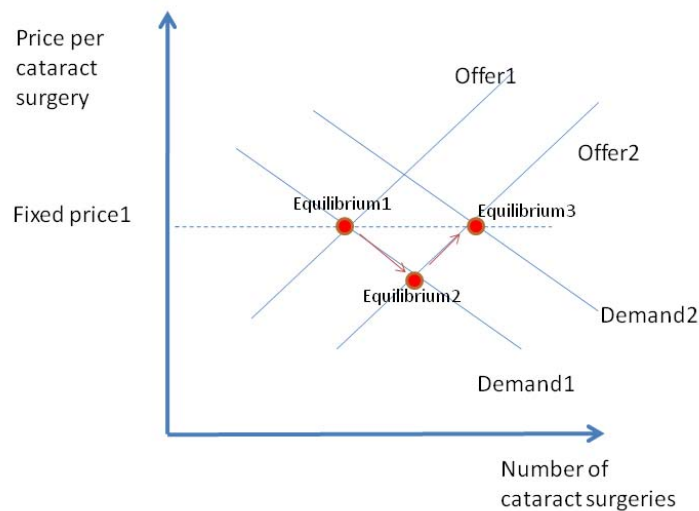 Price per
cataract
surgery
Offer1
Offer2
Equilibrium1
Equilibrium3
Fixed price1
Equilibrium2
Demand2
Demand1
Number of
cataract surgeries